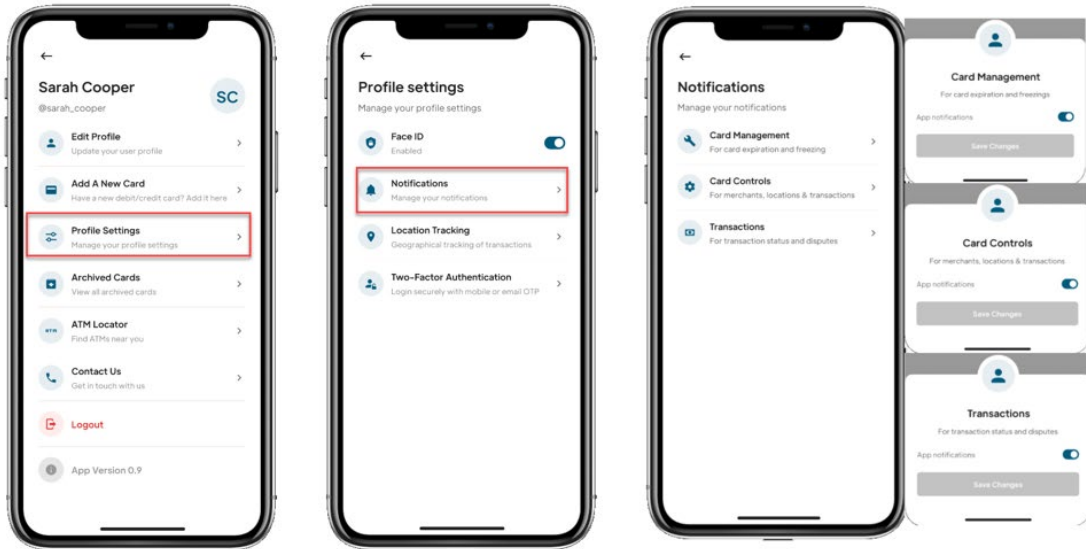 Sarah Cooper
@sarah_cooper
SC
Edit Profile
Update your user profile
Add A New Card
Have a new debit/credit card? Add it here
Profile Settings
Manage your profile settings
Archived Cards
View all archived cards
ATM
ATM Locator
Find ATMs near you
Contact Us
Get in touch with us
Logout
App Version 0.9
Profile settings
Manage your profile settings
Face ID
Enabled
Notifications
Manage your notifications
Location Tracking
Geographical tracking of transactions
Two-Factor Authentication
Login securely with mobile or email OTP
Notifications
Manage your notifications
Card Management
For card expiration and freezing
Card Controls
For merchants, locations & transactions
Transactions
For transaction status and disputes
Card Management
For card expiration and freezings
App notifications
Save Changes
Card Controls
For merchants, locations & transactions
App notifications
Save Changes
Transactions
For transaction status and disputes
App notifications
Save Changes